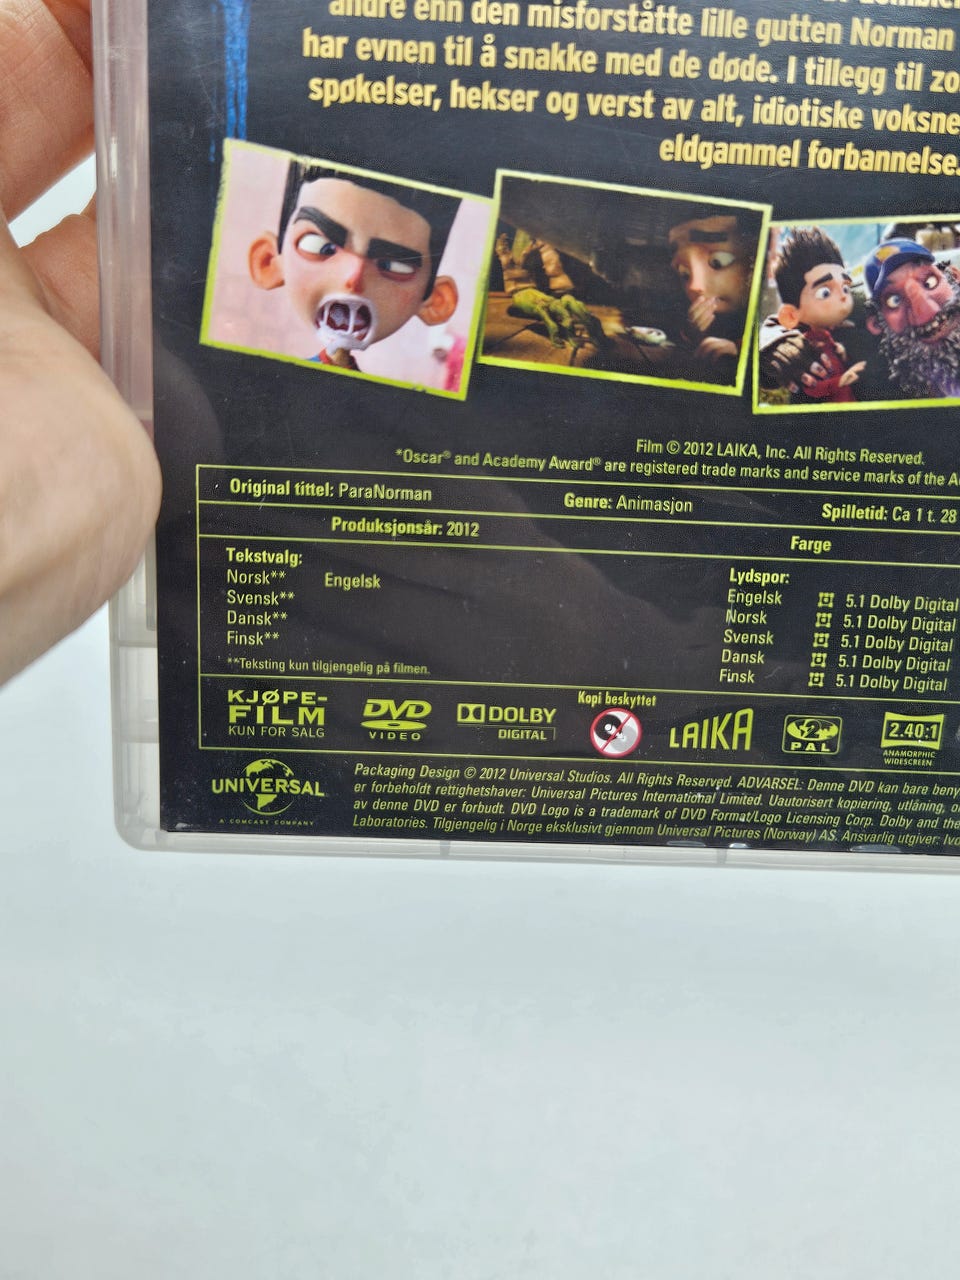 andre enn den misforståtte lille gutten Norman
har evnen til å snakke med de døde. I tillegg til zo
spøkelser, hekser og verst av alt, idiotiske voksne
eldgammel forbannelse.
Film © 2012 LAIKA, Inc. All Rights Reserved.
*Oscar® and Academy Award® are registered trade marks and service marks of the A
Original tittel: ParaNorman
Genre: Animasjon
Spilletid: Ca 1 t. 28
Produksjonsår: 2012
Farge
Tekstvalg:
Norsk** Engelsk
Svensk**
Dansk**
Finsk**
**Teksting kun tilgjengelig på filmen.
Lydspor:
Engelsk 5.1 Dolby Digital
Norsk 5.1 Dolby Digital
Svensk 5.1 Dolby Digital
Dansk 5.1 Dolby Digital
Finsk 5.1 Dolby Digital
KJØPE-
FILM
KUN FOR SALG
DVD
VIDEO
DOLBY
DIGITAL
Kopi beskyttet
LAIKA
PAL
2.40:1
ANAMORPHIC
WIDESCREEN
UNIVERSAL
A COMCAST COMPANY
Packaging Design © 2012 Universal Studios. All Rights Reserved. ADVARSEL: Denne DVD kan bare beny
er forbeholdt rettighetshaver: Universal Pictures International Limited. Uautorisert kopiering, utlåning,
av denne DVD er forbudt. DVD Logo is a trademark of DVD Format/Logo Licensing Corp. Dolby and the
Laboratories. Tilgjengelig i Norge eksklusivt gjennom Universal Pictures (Norway) AS. Ansvarlig utgiver: Ivo